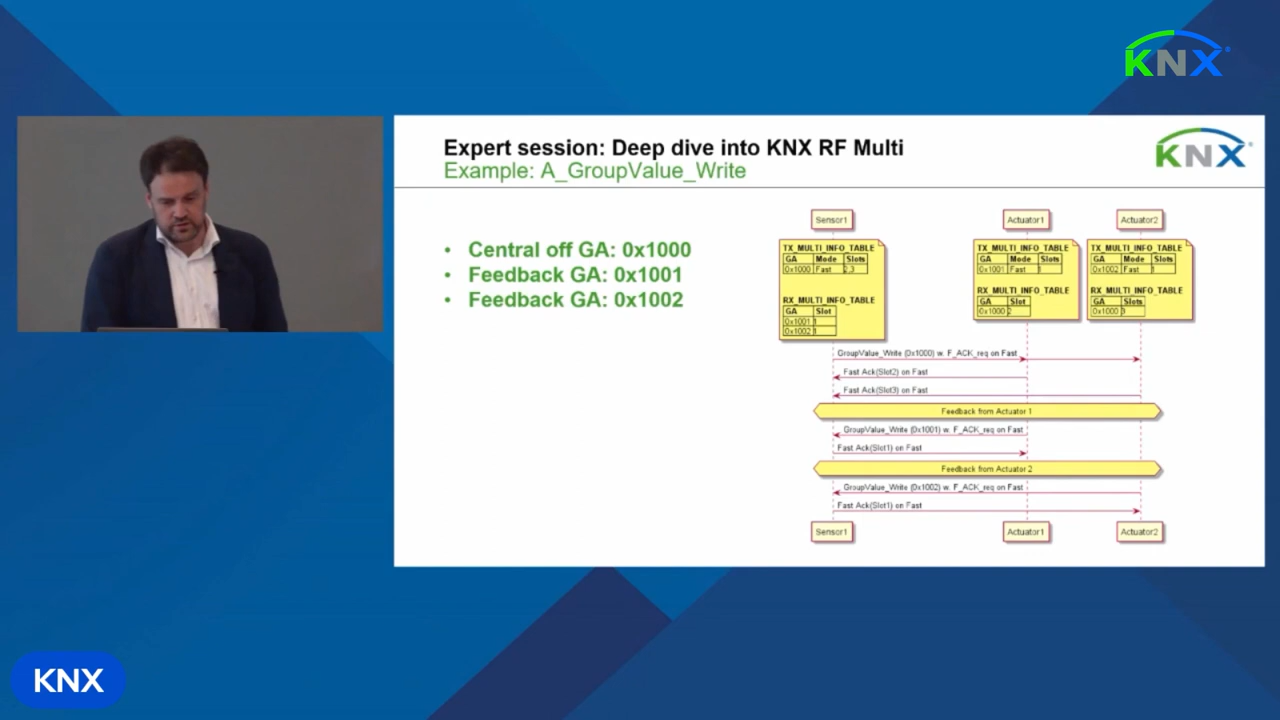 KNX
Expert session: Deep dive into KNX RF Multi
Example: A_GroupValue_Write
KNX
• Central off GA: 0x1000
• Feedback GA: 0x1001
• Feedback GA: 0x1002
Sensor1 Actuator1 Actuator2
TX_MULTI_INFO_TABLE
GA Mode Slots
0x1000 Fast 2,3
RX_MULTI_INFO_TABLE
GA Slot
0x1001 1
0x1002 1
TX_MULTI_INFO_TABLE
GA Mode Slots
0x1001 Fast 1
RX_MULTI_INFO_TABLE
GA Slot
0x1000 2
TX_MULTI_INFO_TABLE
GA Mode Slots
0x1002 Fast 1
RX_MULTI_INFO_TABLE
GA Slots
0x1000 3
GroupValue_Write (0x1000) w. F_ACK_req on Fast
Fast Ack(Slot2) on Fast
Fast Ack(Slot3) on Fast
Feedback from Actuator 1
GroupValue_Write (0x1001) w. F_ACK_req on Fast
Fast Ack(Slot1) on Fast
Feedback from Actuator 2
GroupValue_Write (0x1002) w. F_ACK_req on Fast
Fast Ack(Slot1) on Fast
Sensor1 Actuator1 Actuator2
KNX